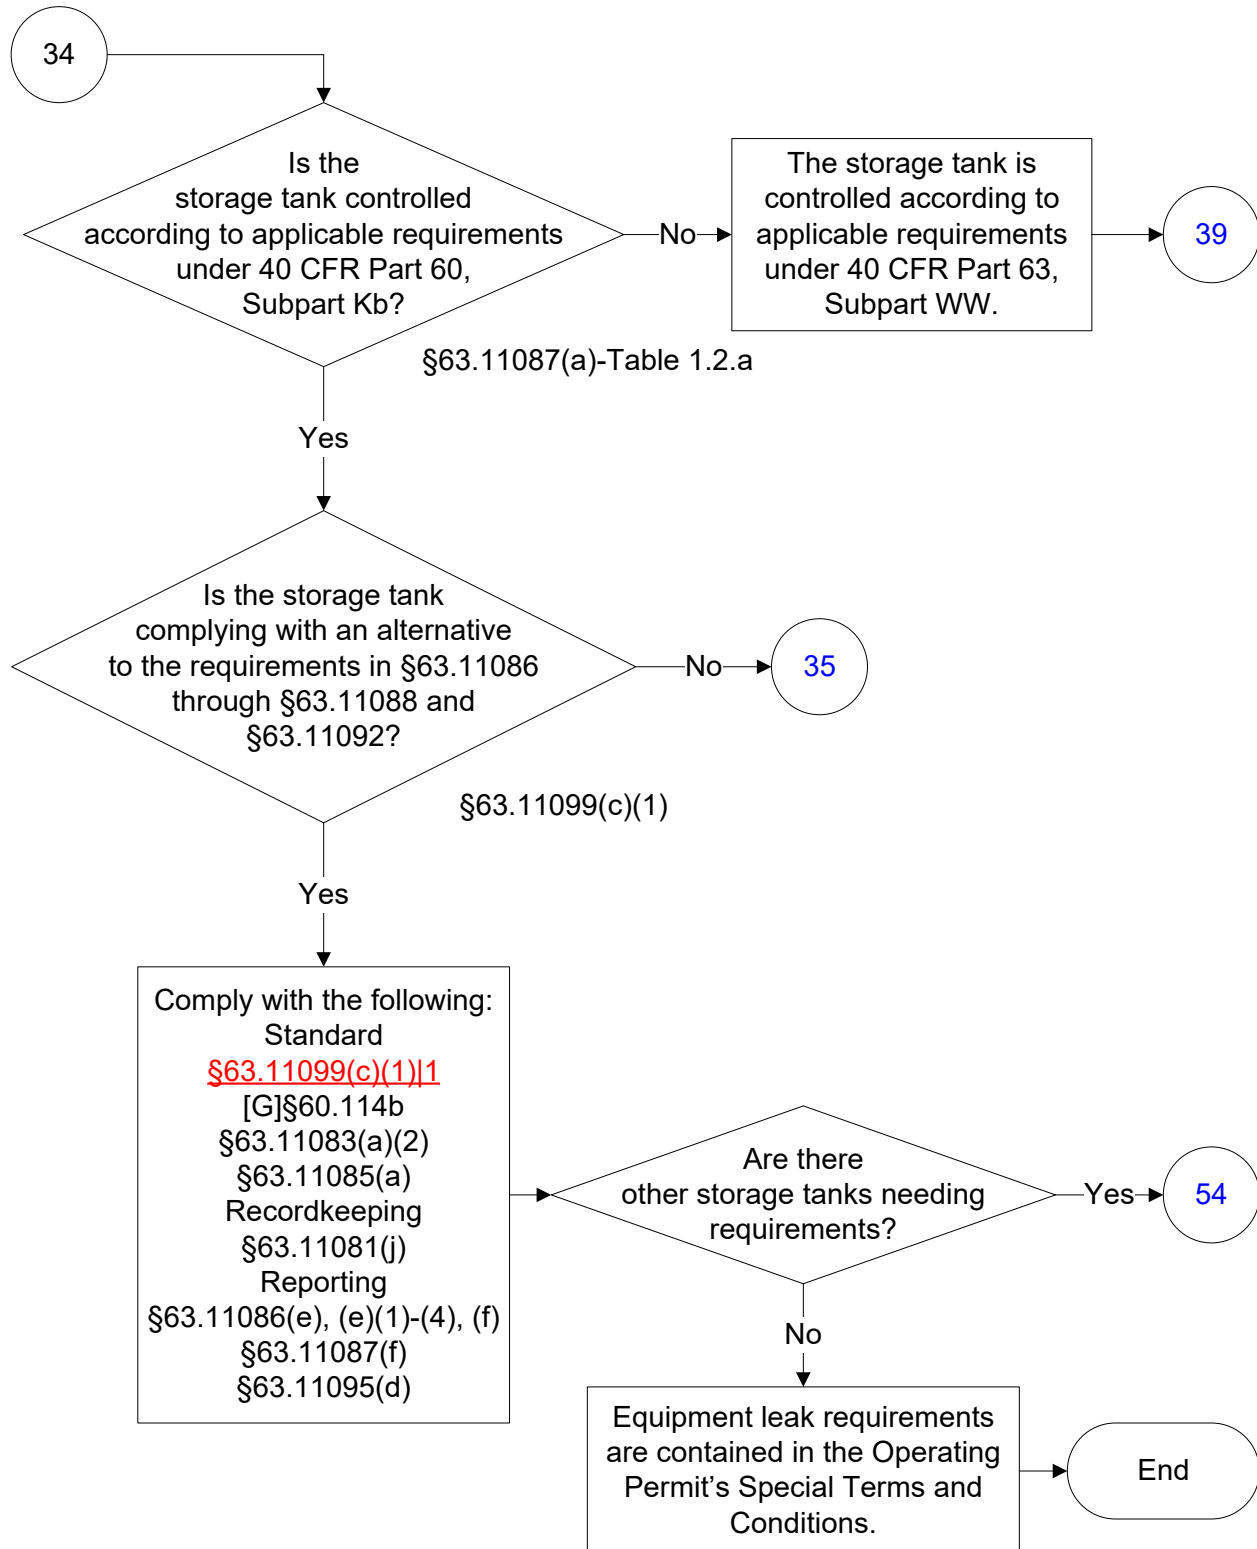 34
Is the
storage tank controlled
according to applicable requirements
under 40 CFR Part 60,
Subpart Kb?
No
The storage tank is
controlled according to
applicable requirements
under 40 CFR Part 63,
Subpart WW.
39
§63.11087(a)-Table 1.2.a
Yes
Is the storage tank
complying with an alternative
to the requirements in §63.11086
through §63.11088 and
§63.11092?
No
35
§63.11099(c)(1)
Yes
Comply with the following:
Standard
§63.11099(c)(1)|1
[G]§60.114b
§63.11083(a)(2)
§63.11085(a)
Recordkeeping
§63.11081(j)
Reporting
§63.11086(e), (e)(1)-(4), (f)
§63.11087(f)
§63.11095(d)
Are there
other storage tanks needing
requirements?
Yes
54
No
Equipment leak requirements
are contained in the Operating
Permit's Special Terms and
Conditions.
End